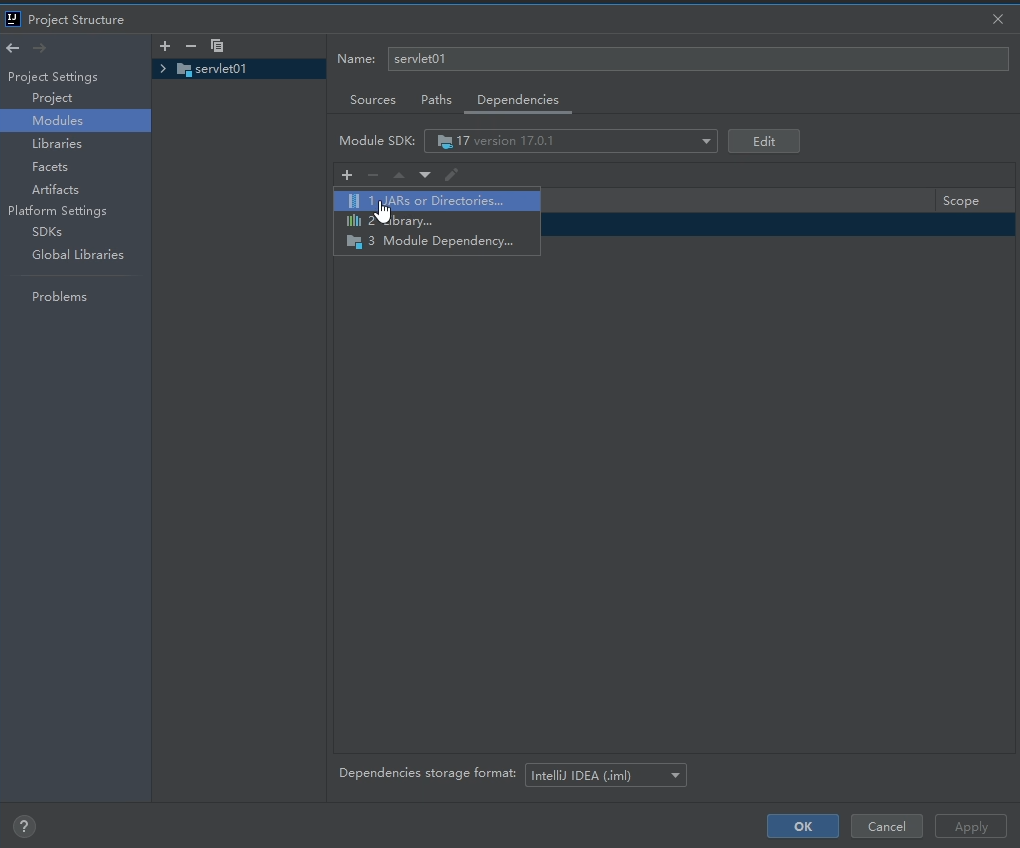 IJ Project Structure
Project Settings
Project
Modules
Libraries
Facets
Artifacts
Platform Settings
SDKs
Global Libraries
Problems
servlet01
Name: servlet01
Sources Paths Dependencies
Module SDK: 17 version 17.0.1 Edit
1 JARs or Directories...
2 Library...
3 Module Dependency...
Scope
Dependencies storage format: IntelliJ IDEA (.iml)
? OK Cancel Apply